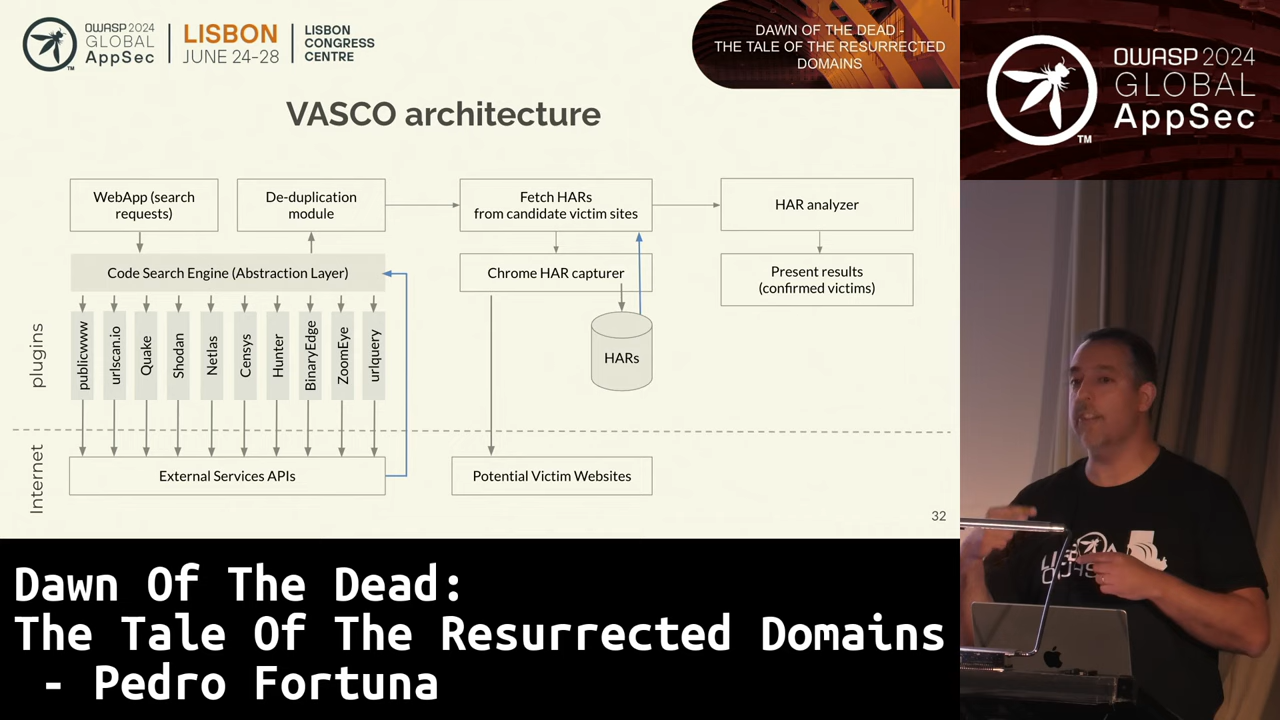 OWASP 2024
GLOBAL
AppSec
TM
LISBON
JUNE 24-28
LISBON
CONGRESS
CENTRE
DAWN OF THE DEAD -
THE TALE OF THE RESURRECTED
DOMAINS
OWASP 2024
GLOBAL
AppSec
TM
VASCO architecture
WebApp (search
requests)
De-duplication
module
Fetch HARs
from candidate victim sites
HAR analyzer
Code Search Engine (Abstraction Layer)
Chrome HAR capturer
Present results
(confirmed victims)
plugins
publicwww
urlscan.io
Quake
Shodan
Netlas
Censys
Hunter
BinaryEdge
ZoomEye
urlquery
HARs
Internet
External Services APIs
Potential Victim Websites
32
Dawn Of The Dead:
The Tale Of The Resurrected Domains
- Pedro Fortuna